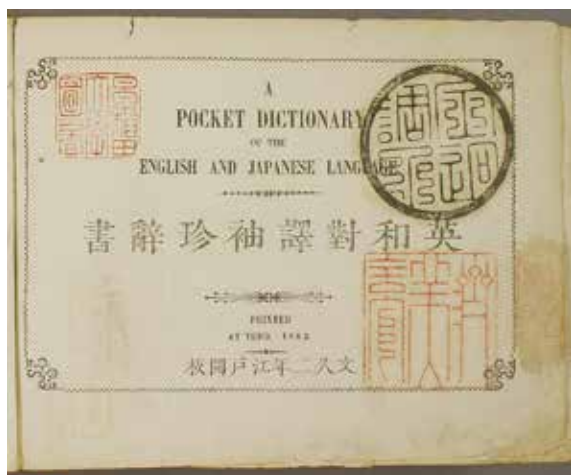 A
POCKET DICTIONARY
OF THE
ENGLISH AND JAPANESE LANGUAGE
英和對譯袖珍辭書
PRINTED
AT YEDO. 1862
文久二年江戶開板